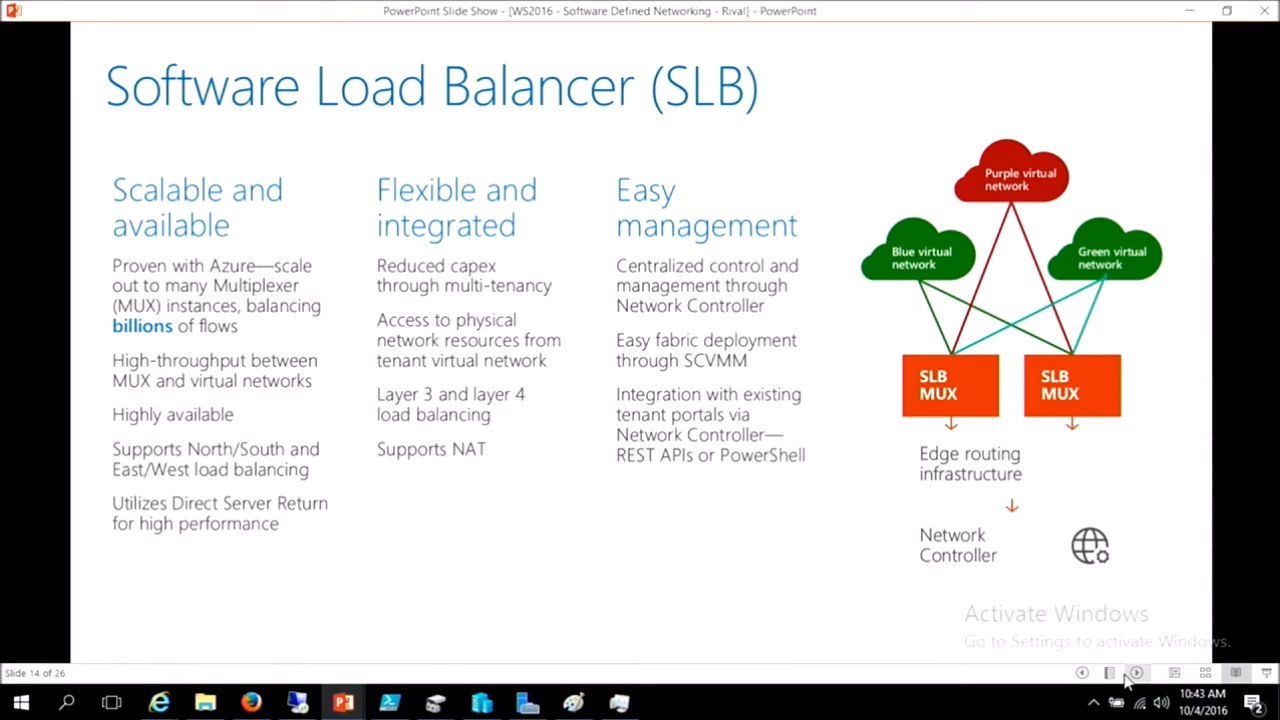 PowerPoint Slide Show - [WS2016 - Software Defined Networking - Rival] - PowerPoint
Software Load Balancer (SLB)
Scalable and
available
Proven with Azure—scale
out to many Multiplexer
(MUX) instances, balancing
billions of flows
High-throughput between
MUX and virtual networks
Highly available
Supports North/South and
East/West load balancing
Utilizes Direct Server Return
for high performance
Flexible and
integrated
Reduced capex
through multi-tenancy
Access to physical
network resources from
tenant virtual network
Layer 3 and layer 4
load balancing
Supports NAT
Easy
management
Centralized control and
management through
Network Controller
Easy fabric deployment
through SCVMM
Integration with existing
tenant portals via
Network Controller—
REST APIs or PowerShell
Purple virtual
network
Blue virtual
network
Green virtual
network
SLB
MUX
SLB
MUX
Edge routing
infrastructure
Network
Controller
Activate Windows
Go to Settings to activate Windows.
Slide 14 of 26
10:43 AM
10/4/2016
2